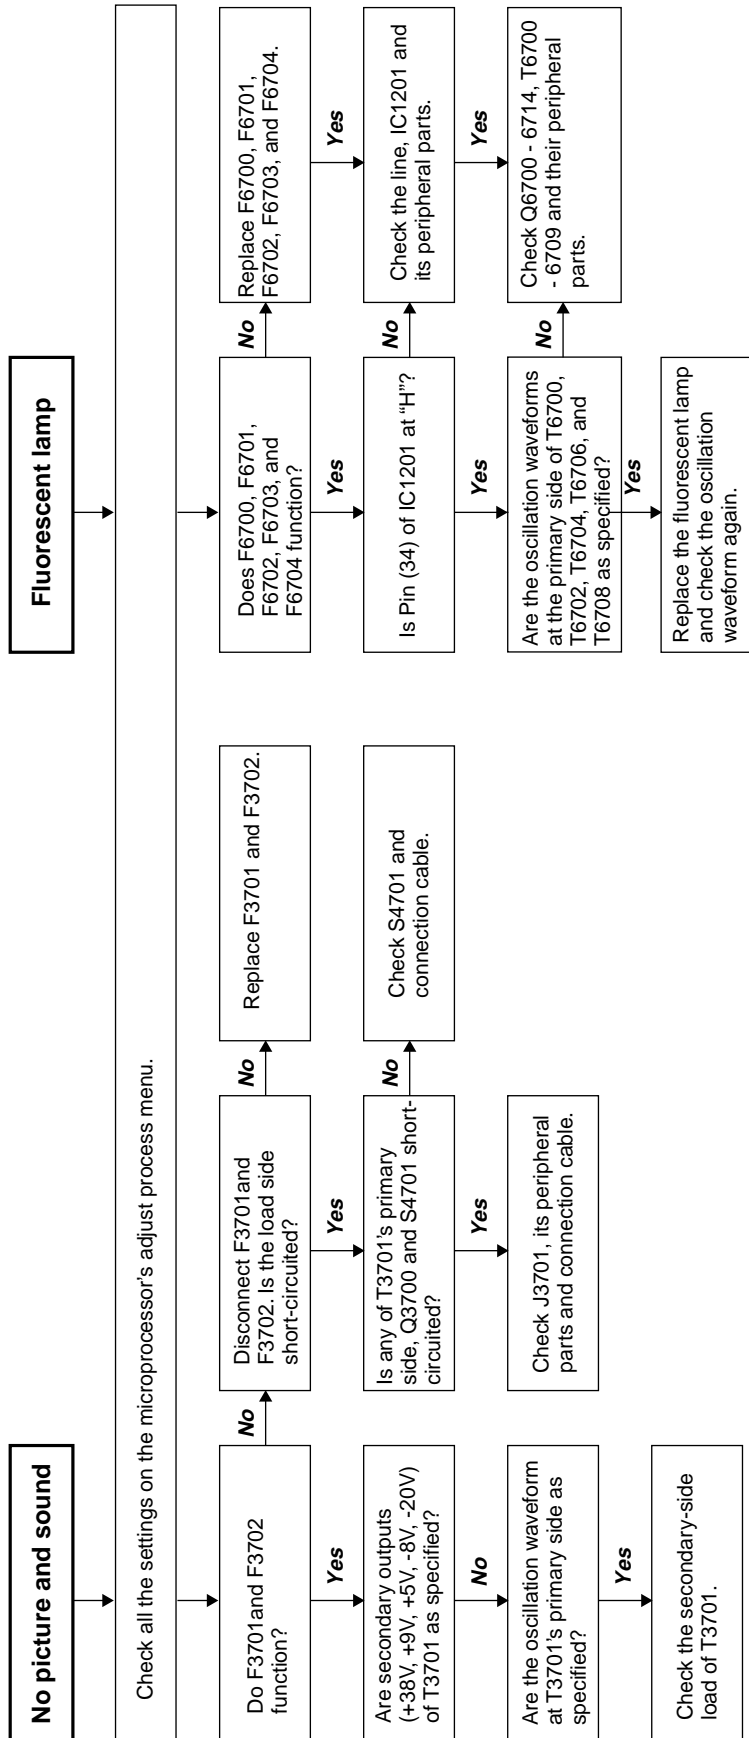 No picture and sound
Fluorescent lamp
Check all the settings on the microprocessor's adjust process menu.
Do F3701and F3702
function?
No
Disconnect F3701and
F3702. Is the load side
short-circuited?
No
Replace F3701 and F3702.
Yes
Yes
Are secondary outputs
(+38V, +9V, +5V, -8V, -20V)
of T3701 as specified?
Is any of T3701's primary
side, Q3700 and S4701 short-
circuited?
No
Check S4701 and
connection cable.
No
Yes
Are the oscillation waveform
at T3701's primary side as
specified?
Check J3701, its peripheral
parts and connection cable.
Yes
Check the secondary-side
load of T3701.
Does F6700, F6701,
F6702, F6703, and
F6704 function?
No
Replace F6700, F6701,
F6702, F6703, and F6704.
Yes
Yes
Is Pin (34) of IC1201 at “H”?
No
Check the line, IC1201 and
its peripheral parts.
Yes
Yes
Are the oscillation waveforms
at the primary side of T6700,
T6702, T6704, T6706, and
T6708 as specified?
No
Check Q6700 - 6714, T6700
- 6709 and their peripheral
parts.
Yes
Replace the fluorescent lamp
and check the oscillation
waveform again.